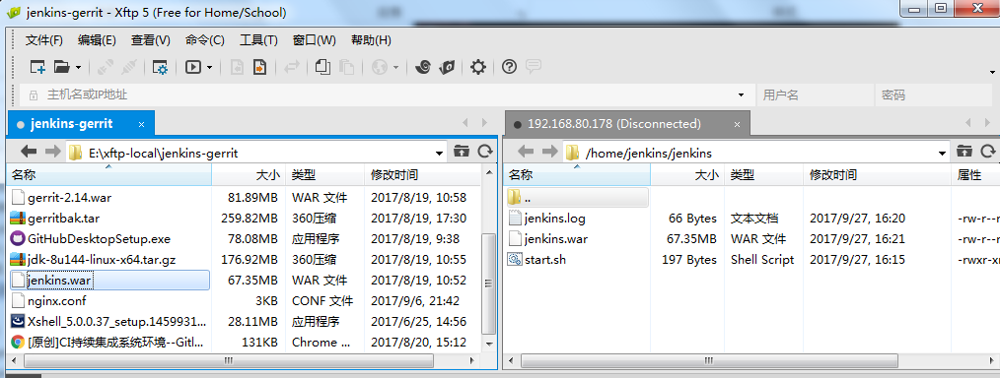 jenkins-gerrit - Xftp 5 (Free for Home/School)
文件(F) 编辑(E) 查看(V) 命令(C) 工具(T) 窗口(W) 帮助(H)
主机名或IP地址 用户名 密码
jenkins-gerrit × 192.168.80.178 (Disconnected) ×
E:\xftp-local\jenkins-gerrit /home/jenkins/jenkins
名称 大小 类型 修改时间 名称 大小 类型 修改时间 属性
gerrit-2.14.war 81.89MB WAR 文件 2017/8/19, 10:58 ..
gerritbak.tar 259.82MB 360压缩 2017/8/19, 17:30 jenkins.log 66 Bytes 文本文档 2017/9/27, 16:20 -rw-r--r
GitHubDesktopSetup.exe 78.08MB 应用程序 2017/8/19, 9:38 jenkins.war 67.35MB WAR 文件 2017/9/27, 16:21 -rw-r--
jdk-8u144-linux-x64.tar.gz 176.92MB 360压缩 2017/8/19, 10:55 start.sh 197 Bytes Shell Script 2017/9/27, 16:15 -rwxr-x
jenkins.war 67.35MB WAR 文件 2017/8/19, 10:52
nginx.conf 3KB CONF 文件 2017/9/6, 21:42
Xshell_5.0.0.37_setup.1459931... 28.11MB 应用程序 2017/6/25, 14:56
[原创]CI持续集成系统环境--Gitl... 131KB Chrome ... 2017/8/20, 15:12